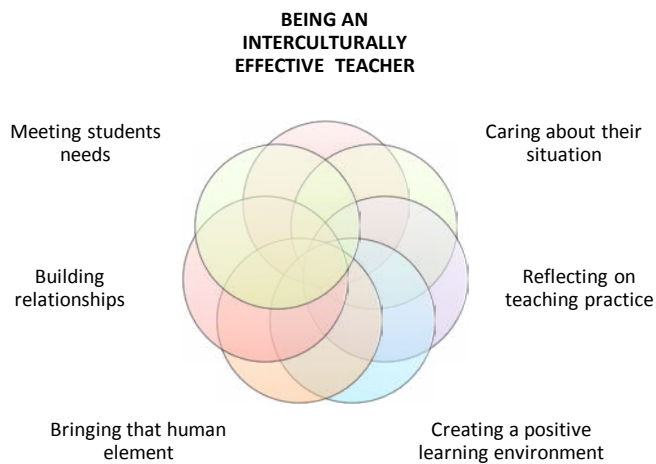 BEING AN
INTERCULTURALLY
EFFECTIVE TEACHER
Meeting students
needs
Caring about their
situation
Building
relationships
Reflecting on
teaching practice
Bringing that human
element
Creating a positive
learning environment